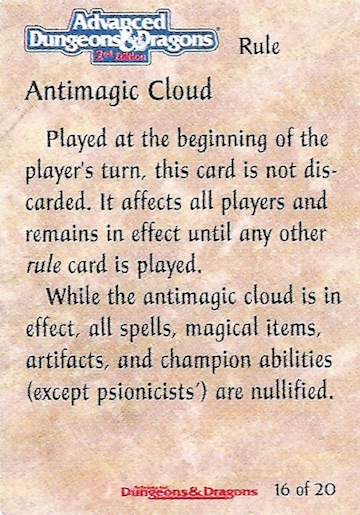 Advanced
Dungeons & Dragons®
2nd Edition
Rule
Antimagic Cloud
Played at the beginning of the
player's turn, this card is not dis-
carded. It affects all players and
remains in effect until any other
rule card is played.
While the antimagic cloud is in
effect, all spells, magical items,
artifacts, and champion abilities
(except psionicists') are nullified.
Dungeons & Dragons
16 of 20